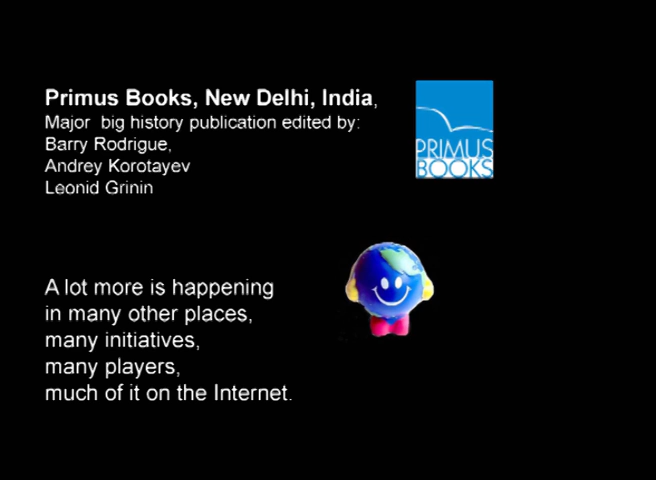 Primus Books, New Delhi, India,
Major big history publication edited by:
Barry Rodrigue,
Andrey Korotayev
Leonid Grinin
PRIMUS
BOOKS
A lot more is happening
in many other places,
many initiatives,
many players,
much of it on the Internet.